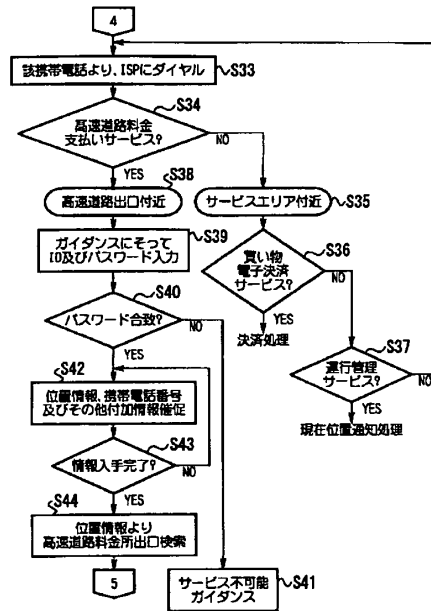 4
該携帯電話より、ISPにダイヤル
S33
S34
高速道路料金
支払いサービス?
NO
YES
S38
高速道路出口付近
サービスエリア付近
S35
S39
ガイダンスにそって
ID及びパスワード入力
S36
買い物
電子決済
サービス?
NO
YES
決済処理
S40
パスワード合致?
NO
YES
S37
運行管理
サービス?
NO
YES
現在位置通知処理
S42
位置情報、携帯電話番号
及びその他付加情報催促
S43
情報入手完了?
NO
YES
S44
位置情報より
高速道路料金所出口検索
5
サービス不可能
ガイダンス
S41